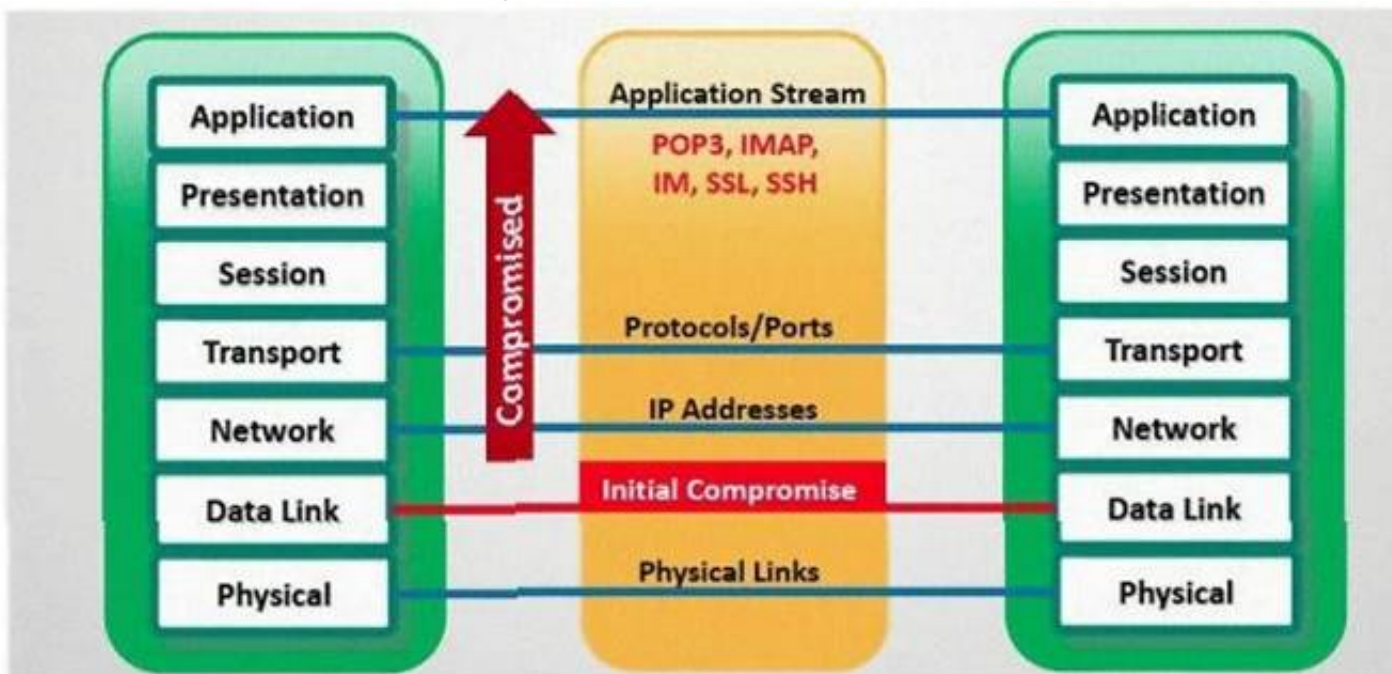 Application
Presentation
Session
Transport
Network
Data Link
Physical
Compromised
Application Stream
POP3, IMAP,
IM, SSL, SSH
Protocols/Ports
IP Addresses
Initial Compromise
Physical Links
Application
Presentation
Session
Transport
Network
Data Link
Physical